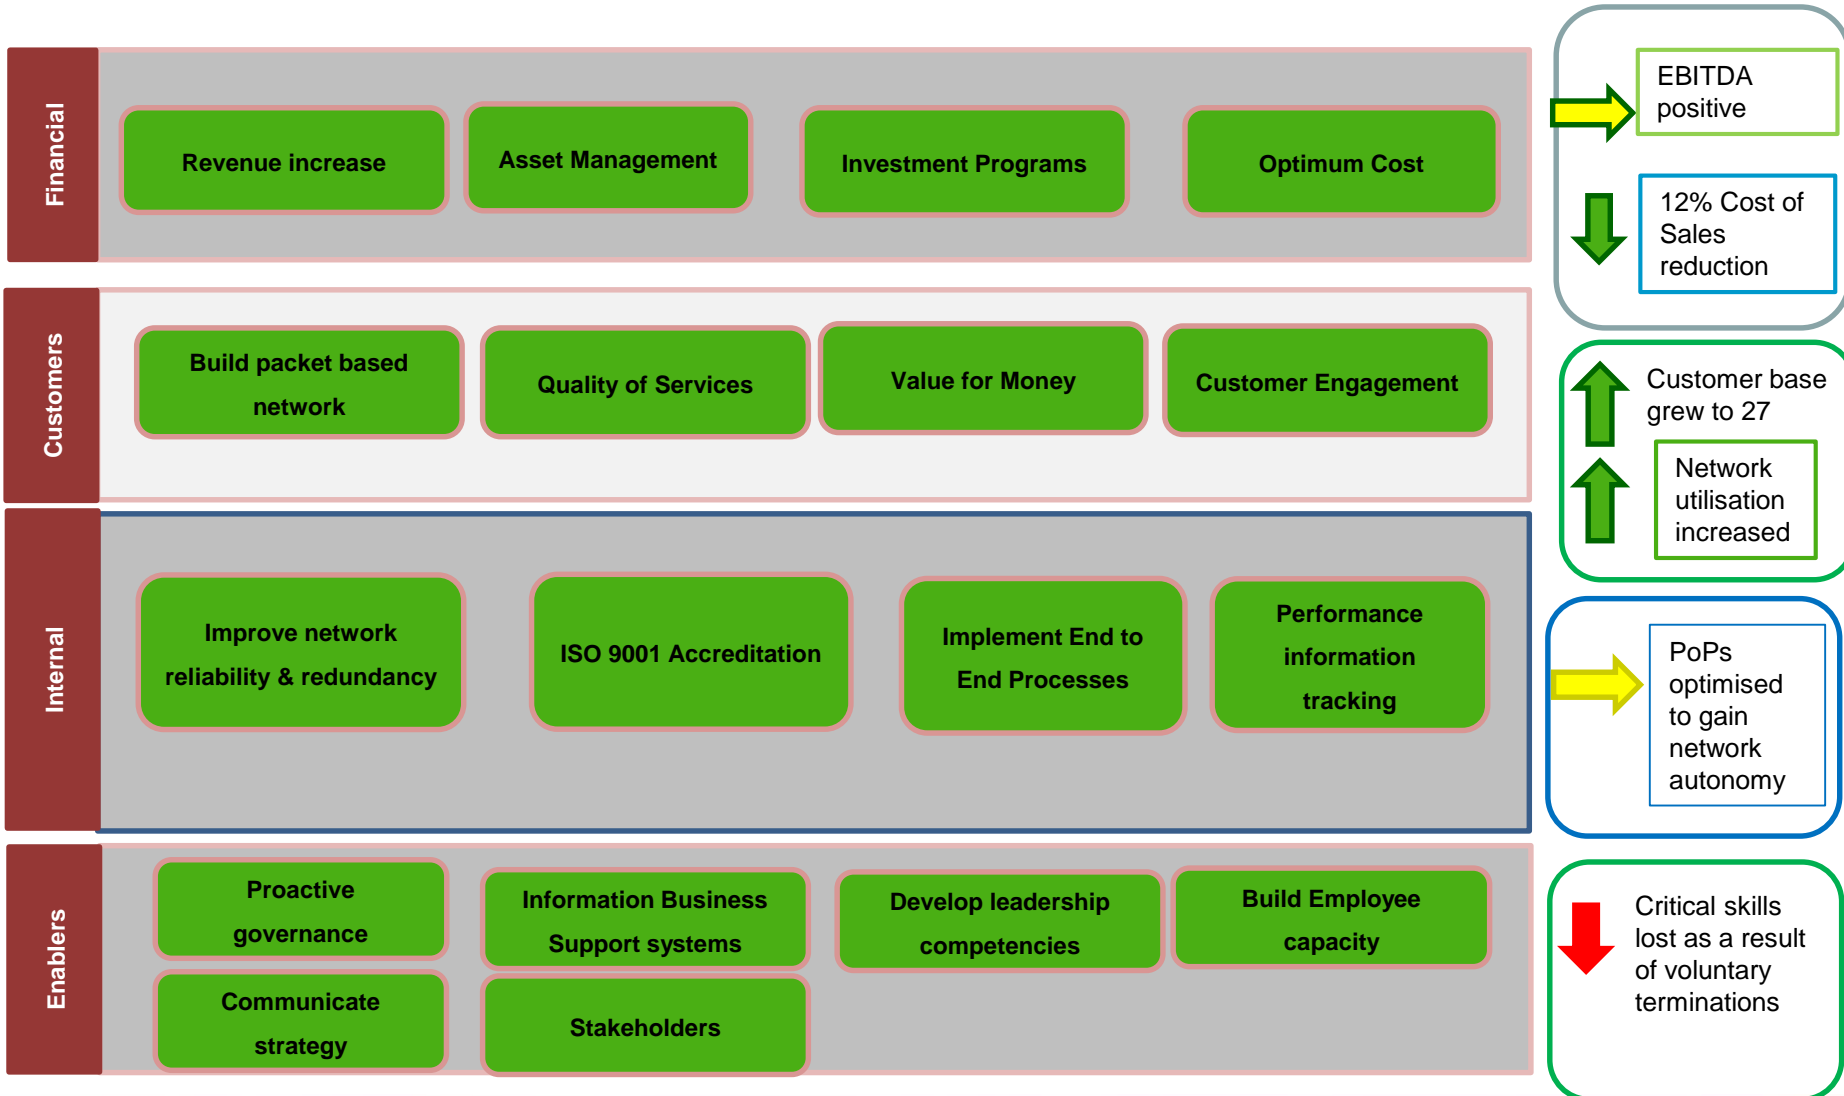 Financial
Revenue increase
Asset Management
Investment Programs
Optimum Cost
EBITDA
positive
12% Cost of
Sales
reduction
Customers
Build packet based
network
Quality of Services
Value for Money
Customer Engagement
Customer base
grew to 27
Network
utilisation
increased
Internal
Improve network
reliability & redundancy
ISO 9001 Accreditation
Implement End to
End Processes
Performance
information
tracking
PoPs
optimised
to gain
network
autonomy
Enablers
Proactive
governance
Information Business
Support systems
Develop leadership
competencies
Build Employee
capacity
Communicate
strategy
Stakeholders
Critical skills
lost as a result
of voluntary
terminations